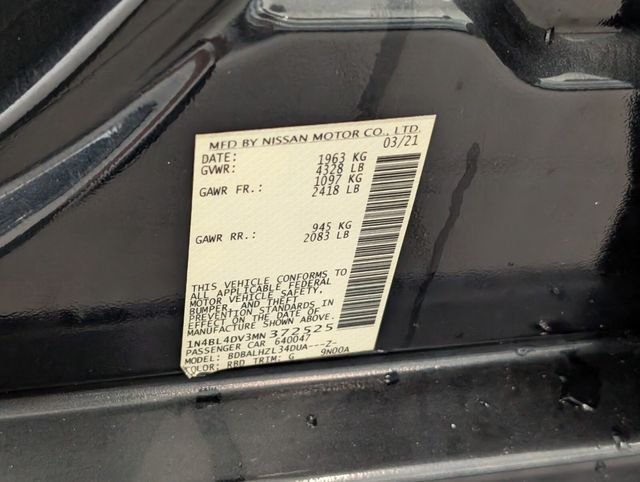 MFD BY NISSAN MOTOR CO., LTD.
DATE: 03/21
GVWR: 1963 KG
4328 LB
GAWR FR.: 1097 KG
2418 LB
GAWR RR.: 945 KG
2083 LB
THIS VEHICLE CONFORMS TO
ALL APPLICABLE FEDERAL
MOTOR VEHICLE SAFETY,
BUMPER, AND THEFT
PREVENTION STANDARDS IN
EFFECT ON THE DATE OF
MANUFACTURE SHOWN ABOVE.
1N4BL4DV3MN 372525
PASSENGER CAR 640047
MODEL: BDBALHZL34DUA---Z-
COLOR: RBD TRIM: G 9N00A